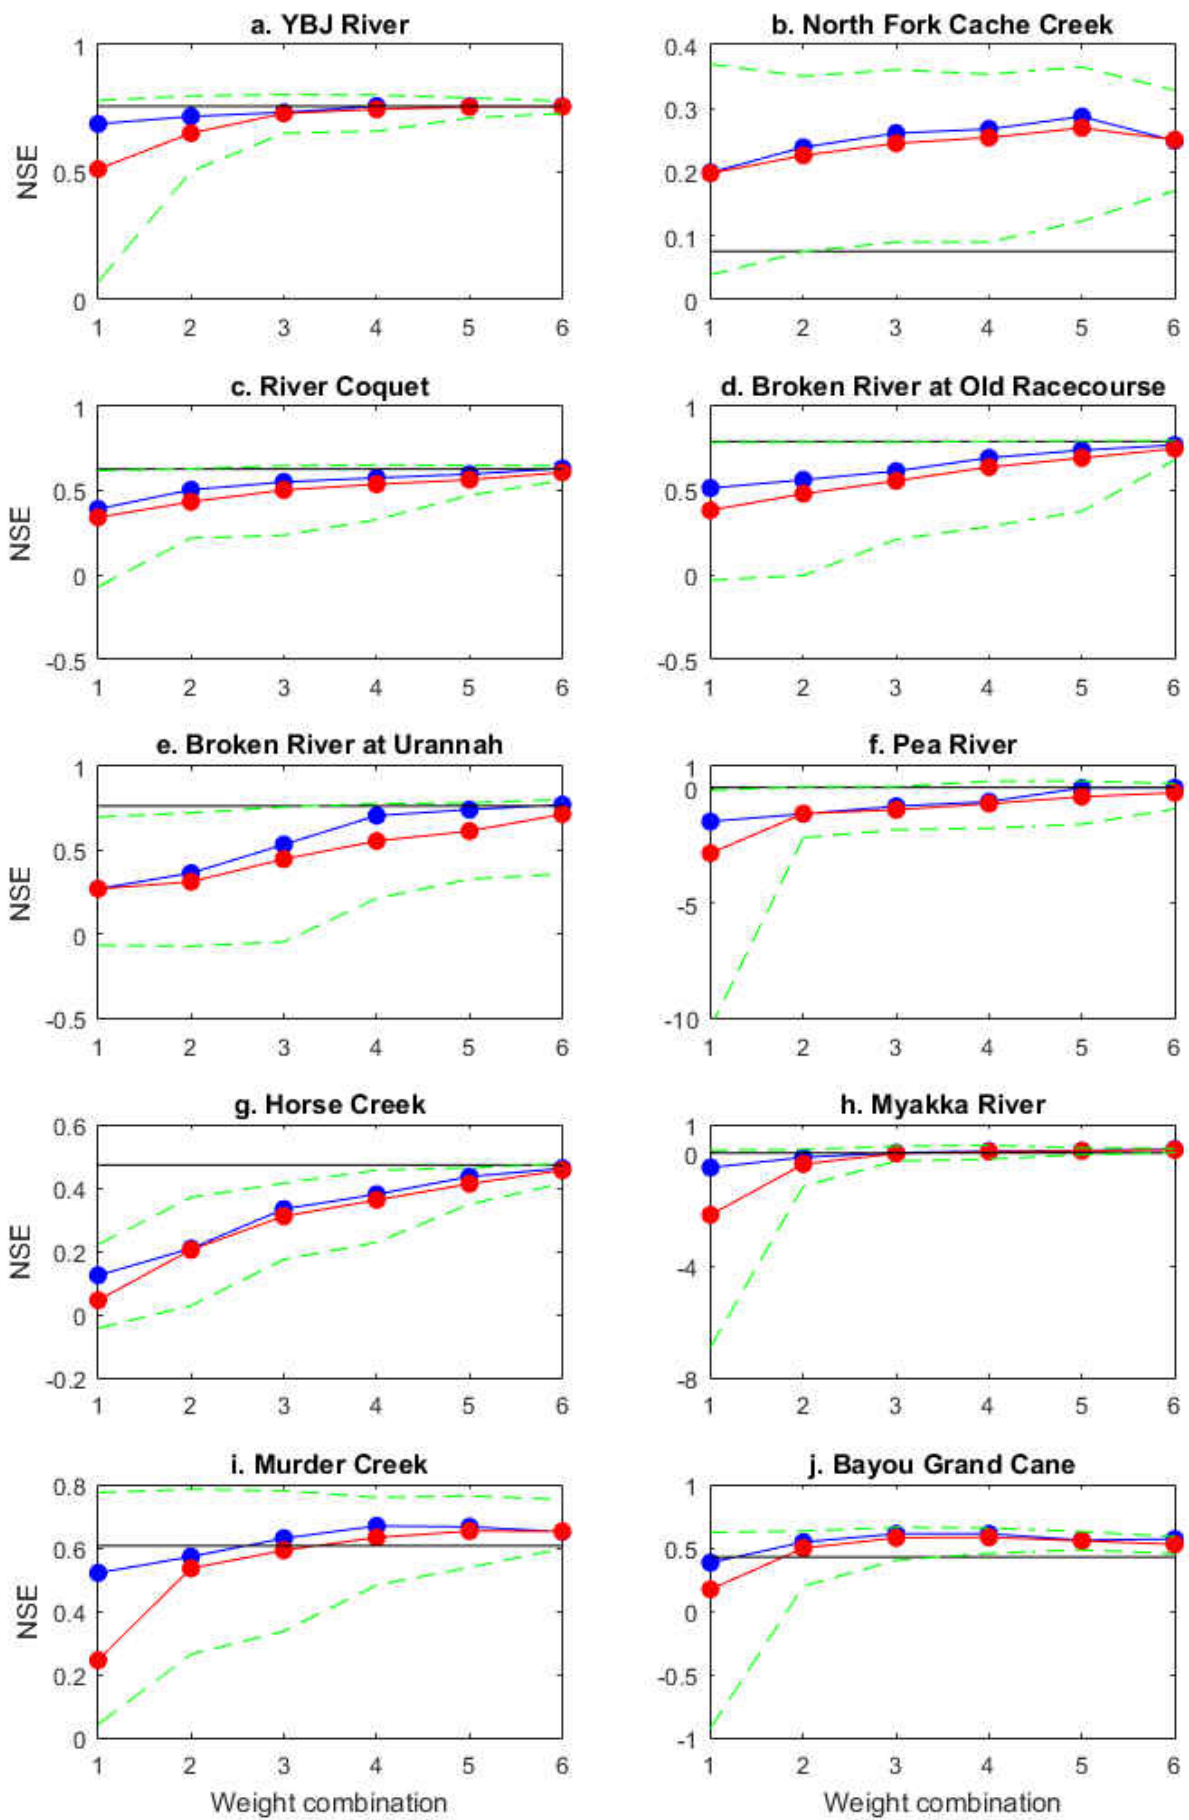 a. YBJ River
1
0.5
0
NSE
1 2 3 4 5 6
b. North Fork Cache Creek
0.4
0.3
0.2
0.1
0
1 2 3 4 5 6
c. River Coquet
1
0.5
0
-0.5
NSE
1 2 3 4 5 6
d. Broken River at Old Racecourse
1
0.5
0
-0.5
1 2 3 4 5 6
e. Broken River at Urannah
1
0.5
0
-0.5
NSE
1 2 3 4 5 6
f. Pea River
1
0
-5
-10
1 2 3 4 5 6
g. Horse Creek
0.6
0.4
0.2
0
-0.2
NSE
1 2 3 4 5 6
h. Myakka River
1
0
-4
-8
1 2 3 4 5 6
i. Murder Creek
0.8
0.6
0.4
0.2
0
NSE
1 2 3 4 5 6
Weight combination
j. Bayou Grand Cane
1
0.5
0
-0.5
-1
1 2 3 4 5 6
Weight combination